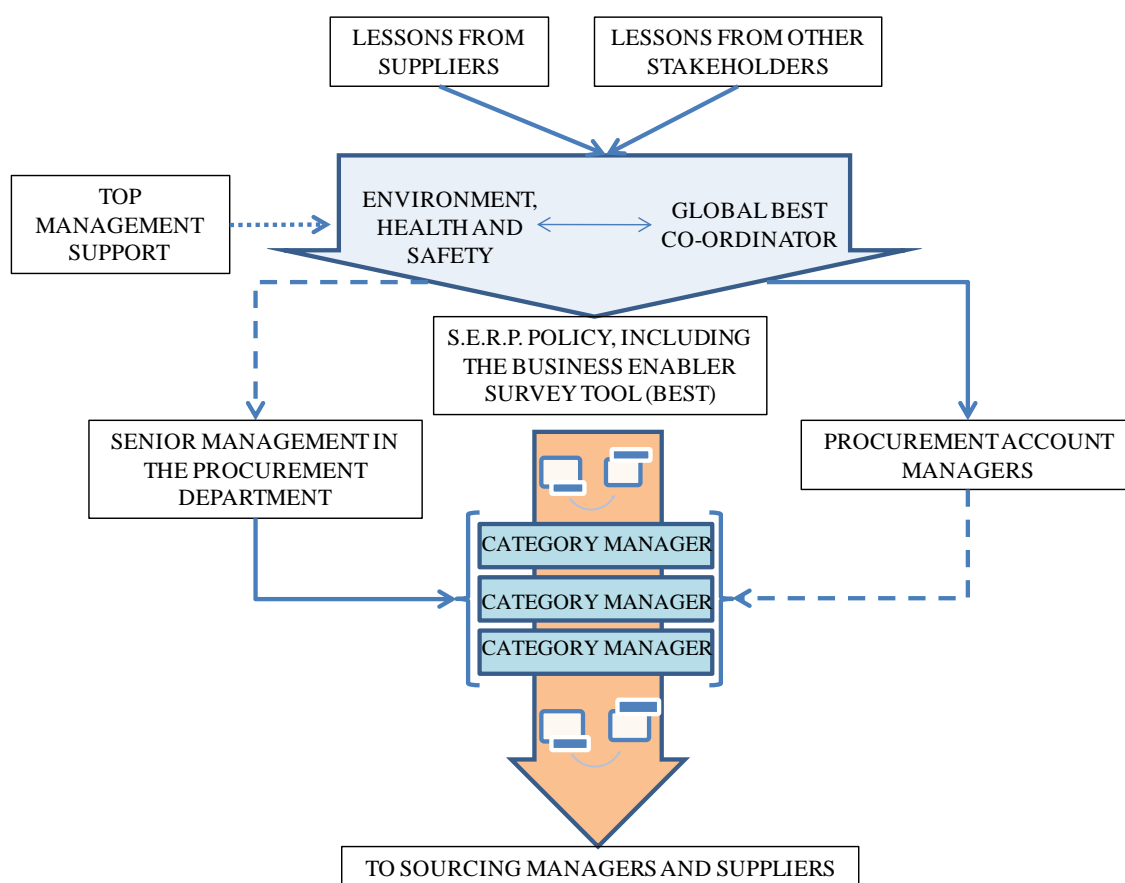 LESSONS FROM
SUPPLIERS
LESSONS FROM OTHER
STAKEHOLDERS
TOP
MANAGEMENT
SUPPORT
ENVIRONMENT,
HEALTH AND
SAFETY
GLOBAL BEST
CO-ORDINATOR
S.E.R.P. POLICY, INCLUDING
THE BUSINESS ENABLER
SURVEY TOOL (BEST)
SENIOR MANAGEMENT IN
THE PROCUREMENT
DEPARTMENT
PROCUREMENT ACCOUNT
MANAGERS
CATEGORY MANAGER
CATEGORY MANAGER
CATEGORY MANAGER
TO SOURCING MANAGERS AND SUPPLIERS